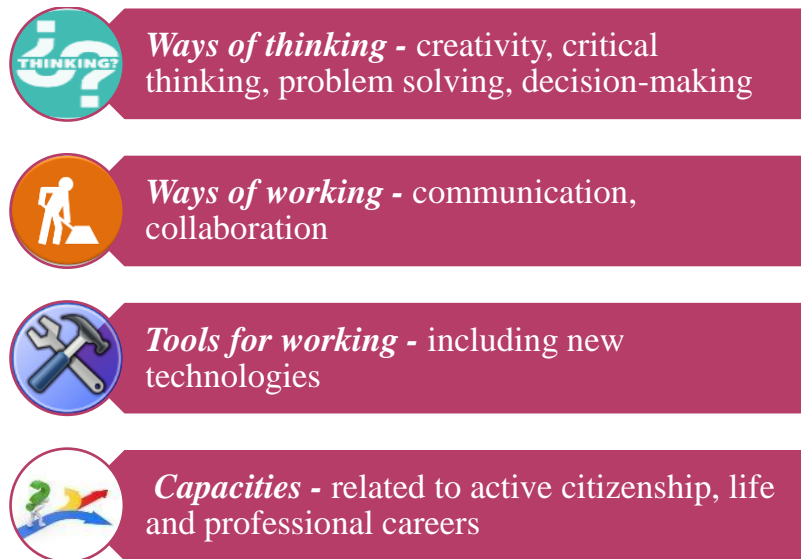 THINKING?
Ways of thinking - creativity, critical
thinking, problem solving, decision-making
Ways of working - communication,
collaboration
Tools for working - including new
technologies
Capacities - related to active citizenship, life
and professional careers